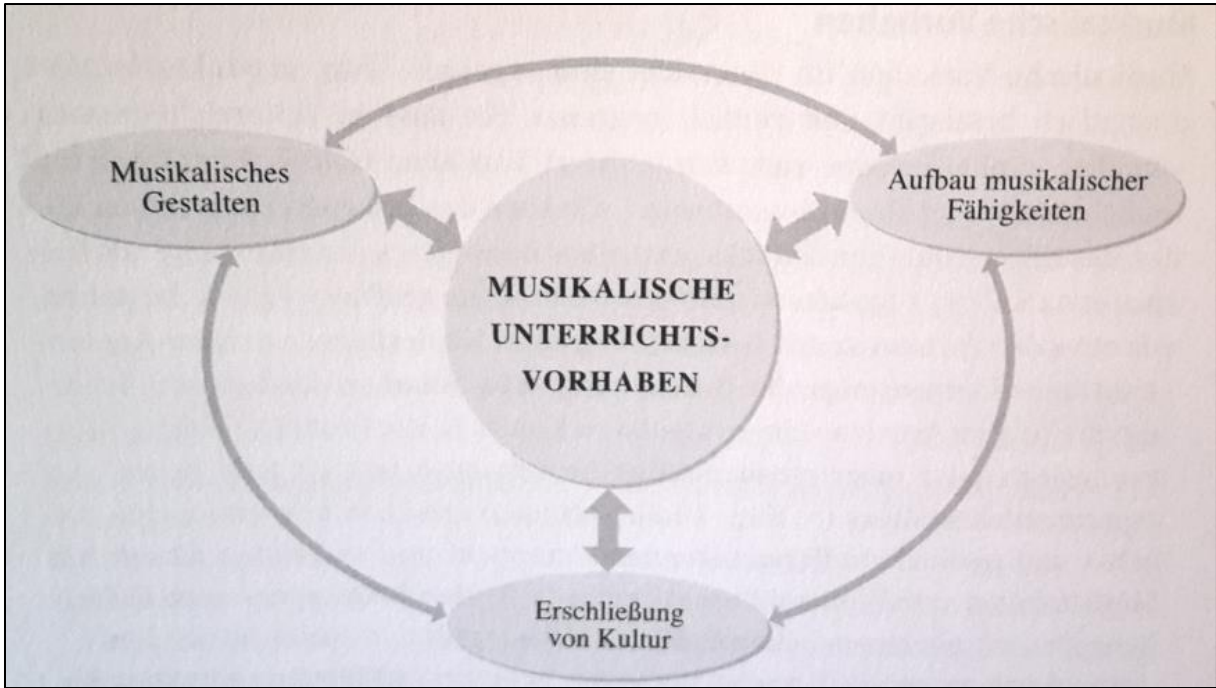 Musikalisches
Gestalten
Aufbau musikalischer
Fähigkeiten
MUSIKALISCHE
UNTERRICHTS-
VORHABEN
Erschließung
von Kultur